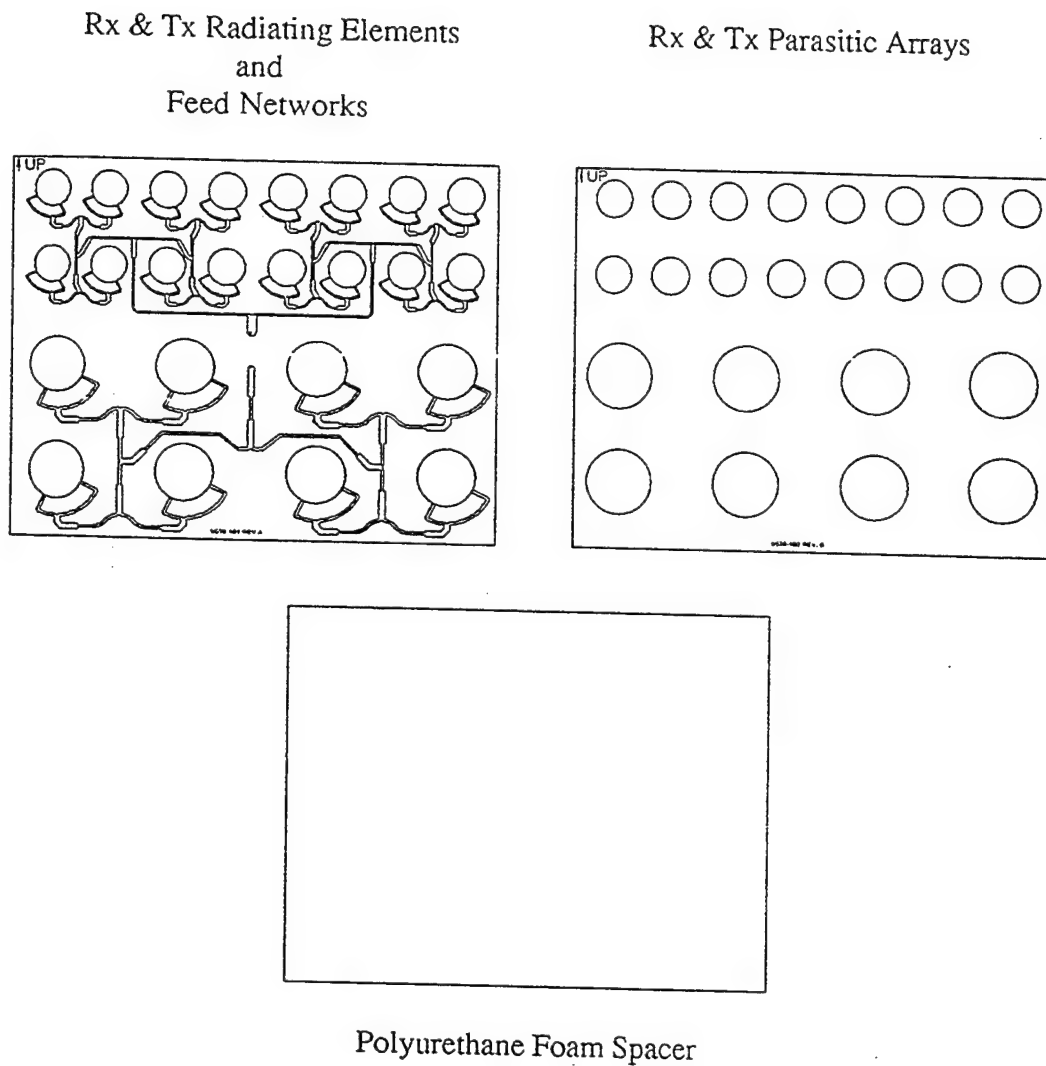 Rx & Tx Radiating Elements
and
Feed Networks
Rx & Tx Parasitic Arrays
UP
UP
Polyurethane Foam Spacer